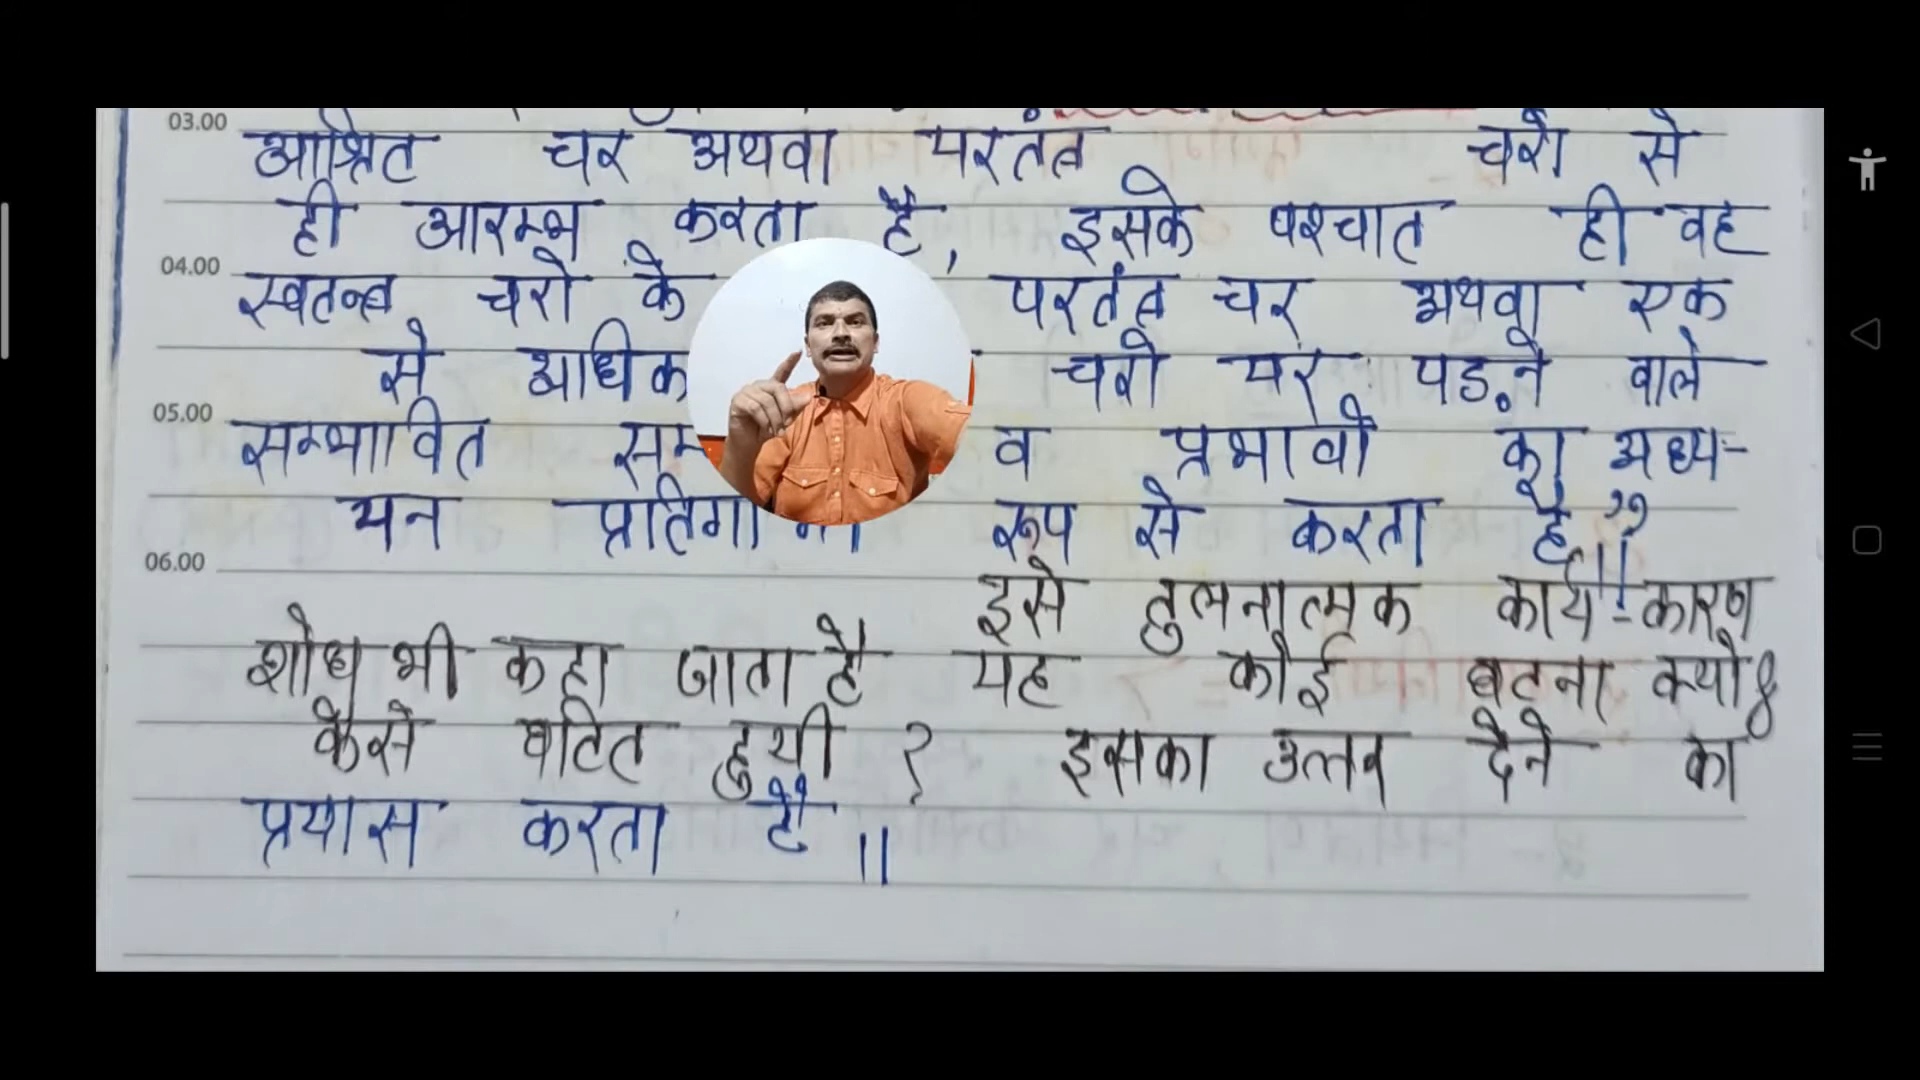 03.00
आश्रित चर अथवा परतंत्र चरो से
ही आरम्भ करता है, इसके पश्चात ही वह
04.00
स्वतन्त्र चरो के परतंत्र चर अथवा एक
से अधिक चरो पर पड़ने वाले
05.00
सम्भावित सम व प्रभावो का अध्य-
यन रूप से करता है"॥
06.00
इसे तुलनात्मक कार्य-कारण
शोध भी कहा जाता है यह कोई घटना क्यो &
कैसे घटित हुयी ? इसका उत्तर देने का
प्रयास करता है"॥